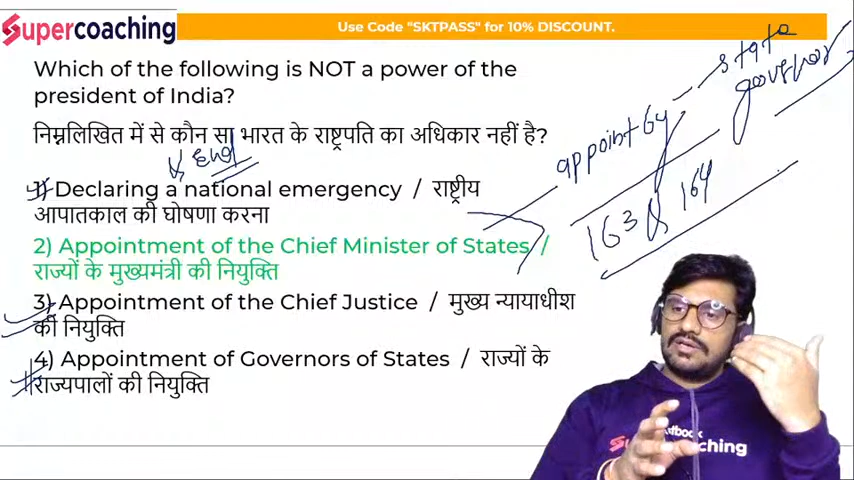 Supercoaching
Use Code "SKTPASS" for 10% DISCOUNT.
Which of the following is NOT a power of the
president of India?
निम्नलिखित में से कौन सा भारत के राष्ट्रपति का अधिकार नहीं है?
End
1) Declaring a national emergency / राष्ट्रीय
आपातकाल की घोषणा करना
2) Appointment of the Chief Minister of States /
राज्यों के मुख्यमंत्री की नियुक्ति
3) Appointment of the Chief Justice / मुख्य न्यायाधीश
की नियुक्ति
4) Appointment of Governors of States / राज्यों के
राज्यपालों की नियुक्ति
appoint by
state
governor
163 & 164